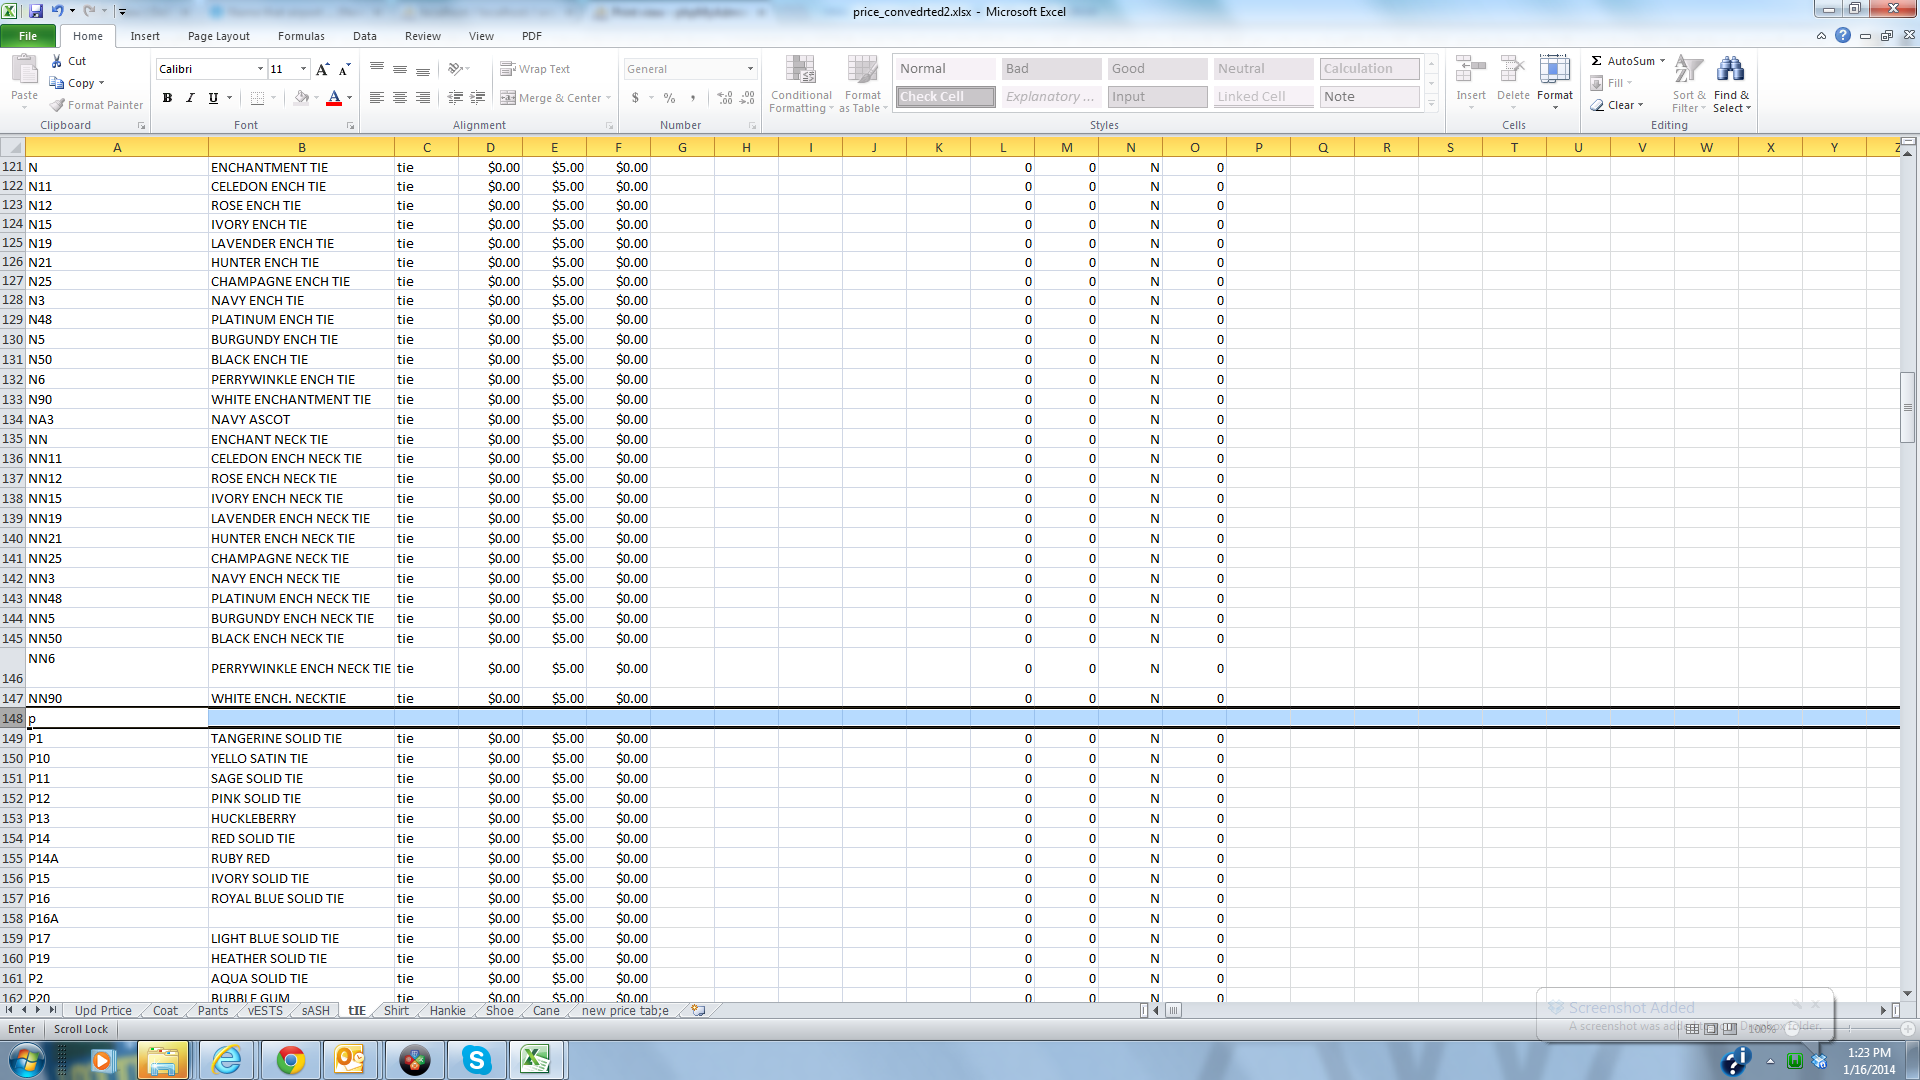 price_convedrted2.xlsx - Microsoft Excel
File Home Insert Page Layout Formulas Data Review View PDF
Paste Cut Copy Format Painter Clipboard
Calibri 11 B I U Font
Wrap Text Merge & Center Alignment
General $ % , Number
Conditional Formatting Format as Table
Normal Bad Good Neutral Calculation
Check Cell Explanatory ... Input Linked Cell Note
Styles
Insert Delete Format Cells
AutoSum Fill Clear Sort & Filter Find & Select Editing
A B C D E F G H I J K L M N O P Q R S T U V W X Y Z
121 N ENCHANTMENT TIE tie $0.00 $5.00 $0.00 0 0 N 0
122 N11 CELEDON ENCH TIE tie $0.00 $5.00 $0.00 0 0 N 0
123 N12 ROSE ENCH TIE tie $0.00 $5.00 $0.00 0 0 N 0
124 N15 IVORY ENCH TIE tie $0.00 $5.00 $0.00 0 0 N 0
125 N19 LAVENDER ENCH TIE tie $0.00 $5.00 $0.00 0 0 N 0
126 N21 HUNTER ENCH TIE tie $0.00 $5.00 $0.00 0 0 N 0
127 N25 CHAMPAGNE ENCH TIE tie $0.00 $5.00 $0.00 0 0 N 0
128 N3 NAVY ENCH TIE tie $0.00 $5.00 $0.00 0 0 N 0
129 N48 PLATINUM ENCH TIE tie $0.00 $5.00 $0.00 0 0 N 0
130 N5 BURGUNDY ENCH TIE tie $0.00 $5.00 $0.00 0 0 N 0
131 N50 BLACK ENCH TIE tie $0.00 $5.00 $0.00 0 0 N 0
132 N6 PERRYWINKLE ENCH TIE tie $0.00 $5.00 $0.00 0 0 N 0
133 N90 WHITE ENCHANTMENT TIE tie $0.00 $5.00 $0.00 0 0 N 0
134 NA3 NAVY ASCOT tie $0.00 $5.00 $0.00 0 0 N 0
135 NN ENCHANT NECK TIE tie $0.00 $5.00 $0.00 0 0 N 0
136 NN11 CELEDON ENCH NECK TIE tie $0.00 $5.00 $0.00 0 0 N 0
137 NN12 ROSE ENCH NECK TIE tie $0.00 $5.00 $0.00 0 0 N 0
138 NN15 IVORY ENCH NECK TIE tie $0.00 $5.00 $0.00 0 0 N 0
139 NN19 LAVENDER ENCH NECK TIE tie $0.00 $5.00 $0.00 0 0 N 0
140 NN21 HUNTER ENCH NECK TIE tie $0.00 $5.00 $0.00 0 0 N 0
141 NN25 CHAMPAGNE NECK TIE tie $0.00 $5.00 $0.00 0 0 N 0
142 NN3 NAVY ENCH NECK TIE tie $0.00 $5.00 $0.00 0 0 N 0
143 NN48 PLATINUM ENCH NECK TIE tie $0.00 $5.00 $0.00 0 0 N 0
144 NN5 BURGUNDY ENCH NECK TIE tie $0.00 $5.00 $0.00 0 0 N 0
145 NN50 BLACK ENCH NECK TIE tie $0.00 $5.00 $0.00 0 0 N 0
146 NN6 PERRYWINKLE ENCH NECK TIE tie $0.00 $5.00 $0.00 0 0 N 0
147 NN90 WHITE ENCH. NECKTIE tie $0.00 $5.00 $0.00 0 0 N 0
148 p
149 P1 TANGERINE SOLID TIE tie $0.00 $5.00 $0.00 0 0 N 0
150 P10 YELLO SATIN TIE tie $0.00 $5.00 $0.00 0 0 N 0
151 P11 SAGE SOLID TIE tie $0.00 $5.00 $0.00 0 0 N 0
152 P12 PINK SOLID TIE tie $0.00 $5.00 $0.00 0 0 N 0
153 P13 HUCKLEBERRY tie $0.00 $5.00 $0.00 0 0 N 0
154 P14 RED SOLID TIE tie $0.00 $5.00 $0.00 0 0 N 0
155 P14A RUBY RED tie $0.00 $5.00 $0.00 0 0 N 0
156 P15 IVORY SOLID TIE tie $0.00 $5.00 $0.00 0 0 N 0
157 P16 ROYAL BLUE SOLID TIE tie $0.00 $5.00 $0.00 0 0 N 0
158 P16A tie $0.00 $5.00 $0.00 0 0 N 0
159 P17 LIGHT BLUE SOLID TIE tie $0.00 $5.00 $0.00 0 0 N 0
160 P19 HEATHER SOLID TIE tie $0.00 $5.00 $0.00 0 0 N 0
161 P2 AQUA SOLID TIE tie $0.00 $5.00 $0.00 0 0 N 0
162 P20 BUBBLE GUM tie $0.00 $5.00 $0.00 0 0 N 0
Upd Prtice Coat Pants vESTS sASH tIE Shirt Hankie Shoe Cane new price tab;e
Screenshot Added
A screenshot was added Dropbox folder.
Enter Scroll Lock 100%
1:23 PM
1/16/2014